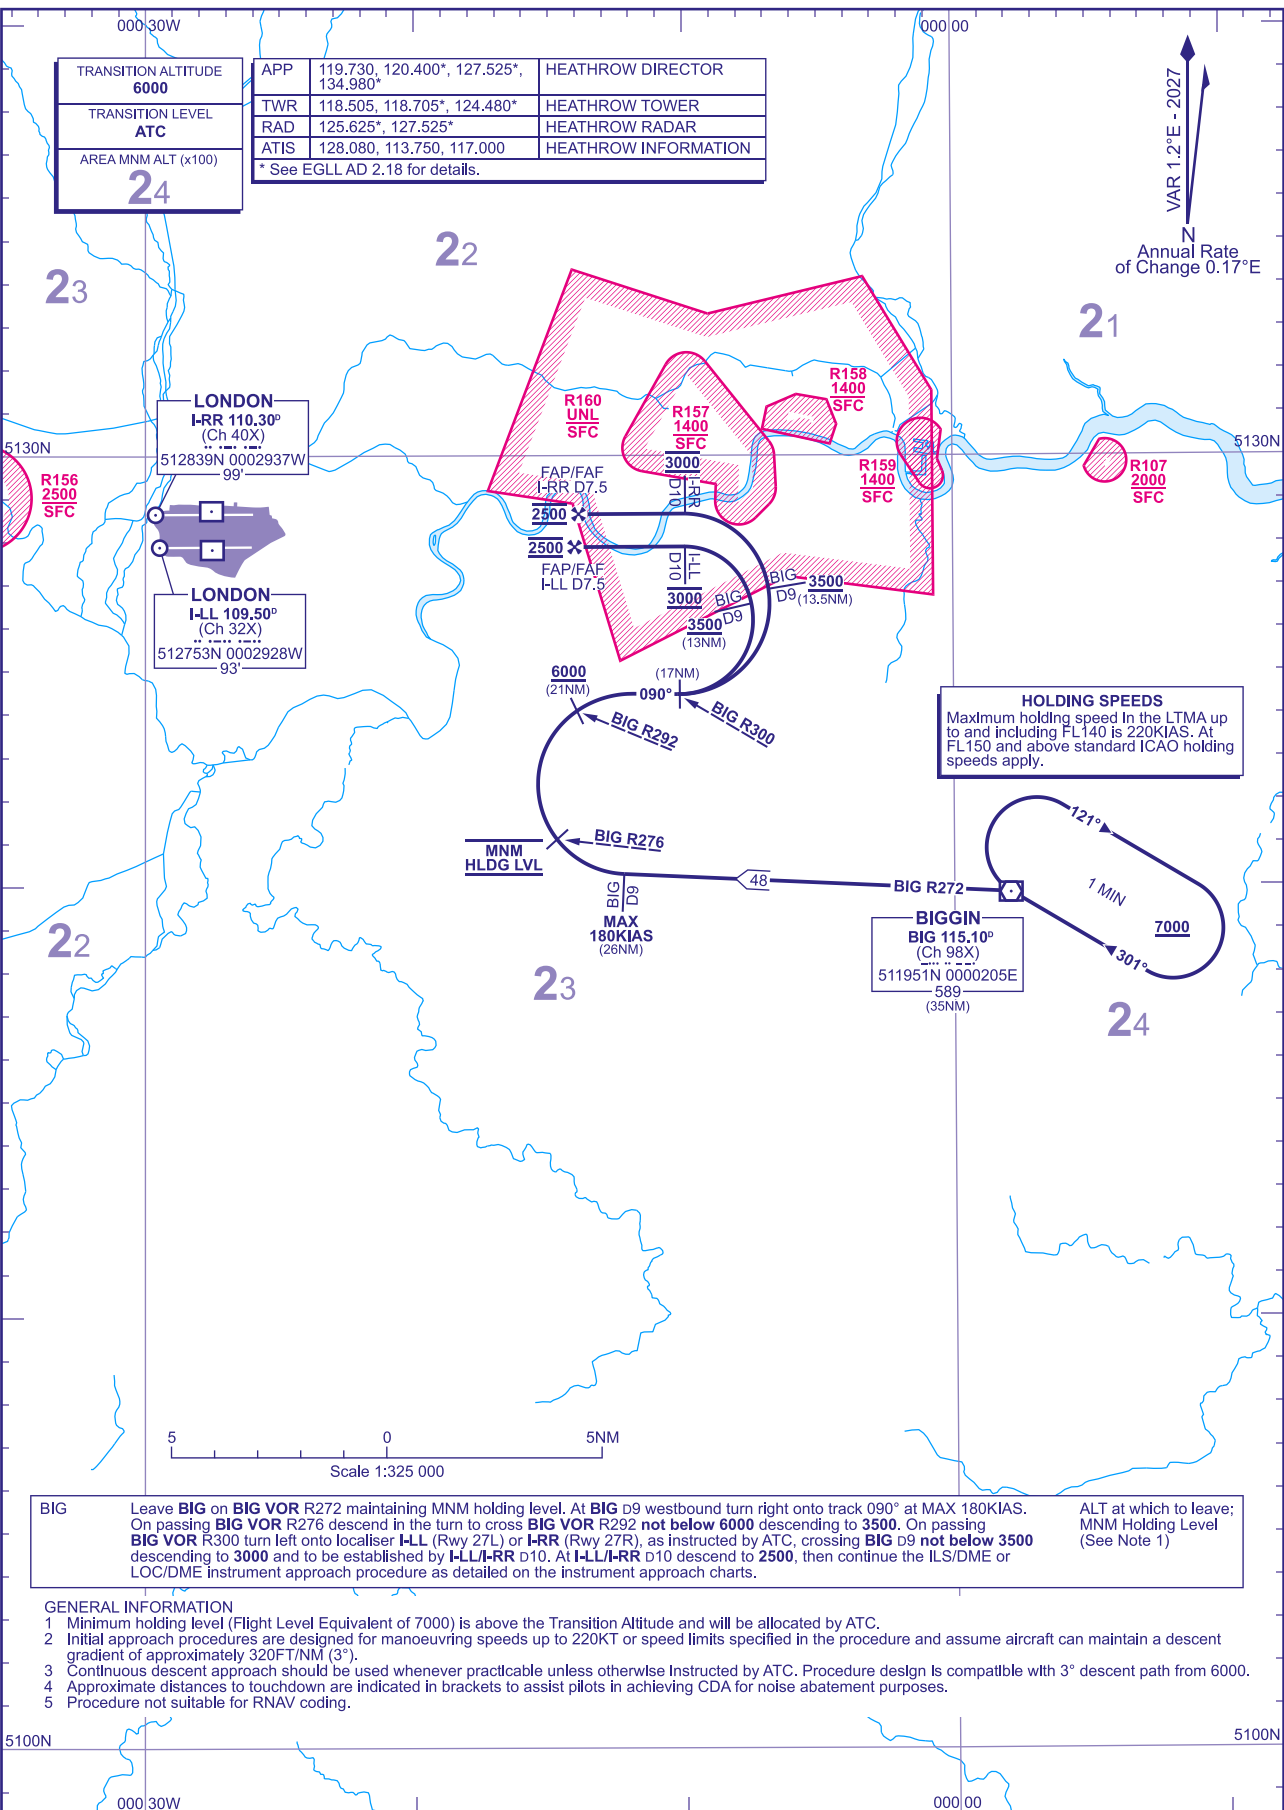 000 30W
000 00
TRANSITION ALTITUDE
6000
TRANSITION LEVEL
ATC
AREA MNM ALT (x100)
24
APP 119.730, 120.400*, 127.525*, HEATHROW DIRECTOR
134.980*
TWR 118.505, 118.705*, 124.480* HEATHROW TOWER
RAD 125.625*, 127.525* HEATHROW RADAR
ATIS 128.080, 113.750, 117.000 HEATHROW INFORMATION
* See EGLL AD 2.18 for details.
VAR 1.2°E - 2027
N
Annual Rate
of Change 0.17°E
22
23
21
R160
UNL
SFC
R157
1400
SFC
R158
1400
SFC
R159
1400
SFC
R107
2000
SFC
R156
2500
SFC
5130N
5130N
LONDON
I-RR 110.30ᴰ
(Ch 40X)
512839N 0002937W
99'
LONDON
I-LL 109.50ᴰ
(Ch 32X)
512753N 0002928W
93'
FAP/FAF
I-RR D7.5
2500
2500
FAP/FAF
I-LL D7.5
3000
I-RR
D10
I-LL
D10
3000
BIG
D9
3500
(13.5NM)
BIG
D9
3500
(13NM)
6000
(21NM)
(17NM)
090°
BIG R300
BIG R292
BIG R276
MNM
HLDG LVL
BIG
D9
MAX
180KIAS
(26NM)
48
BIG R272
HOLDING SPEEDS
Maximum holding speed in the LTMA up
to and including FL140 is 220KIAS. At
FL150 and above standard ICAO holding
speeds apply.
121°
1 MIN
7000
301°
BIGGIN
BIG 115.10ᴰ
(Ch 98X)
511951N 0000205E
589
(35NM)
22
23
24
5 0 5NM
Scale 1:325 000
BIG Leave BIG on BIG VOR R272 maintaining MNM holding level. At BIG D9 westbound turn right onto track 090° at MAX 180KIAS. ALT at which to leave;
On passing BIG VOR R276 descend in the turn to cross BIG VOR R292 not below 6000 descending to 3500. On passing MNM Holding Level
BIG VOR R300 turn left onto localiser I-LL (Rwy 27L) or I-RR (Rwy 27R), as instructed by ATC, crossing BIG D9 not below 3500 (See Note 1)
descending to 3000 and to be established by I-LL/I-RR D10. At I-LL/I-RR D10 descend to 2500, then continue the ILS/DME or
LOC/DME instrument approach procedure as detailed on the instrument approach charts.
GENERAL INFORMATION
1 Minimum holding level (Flight Level Equivalent of 7000) is above the Transition Altitude and will be allocated by ATC.
2 Initial approach procedures are designed for manoeuvring speeds up to 220KT or speed limits specified in the procedure and assume aircraft can maintain a descent
gradient of approximately 320FT/NM (3°).
3 Continuous descent approach should be used whenever practicable unless otherwise instructed by ATC. Procedure design is compatible with 3° descent path from 6000.
4 Approximate distances to touchdown are indicated in brackets to assist pilots in achieving CDA for noise abatement purposes.
5 Procedure not suitable for RNAV coding.
5100N
5100N
000 30W
000 00